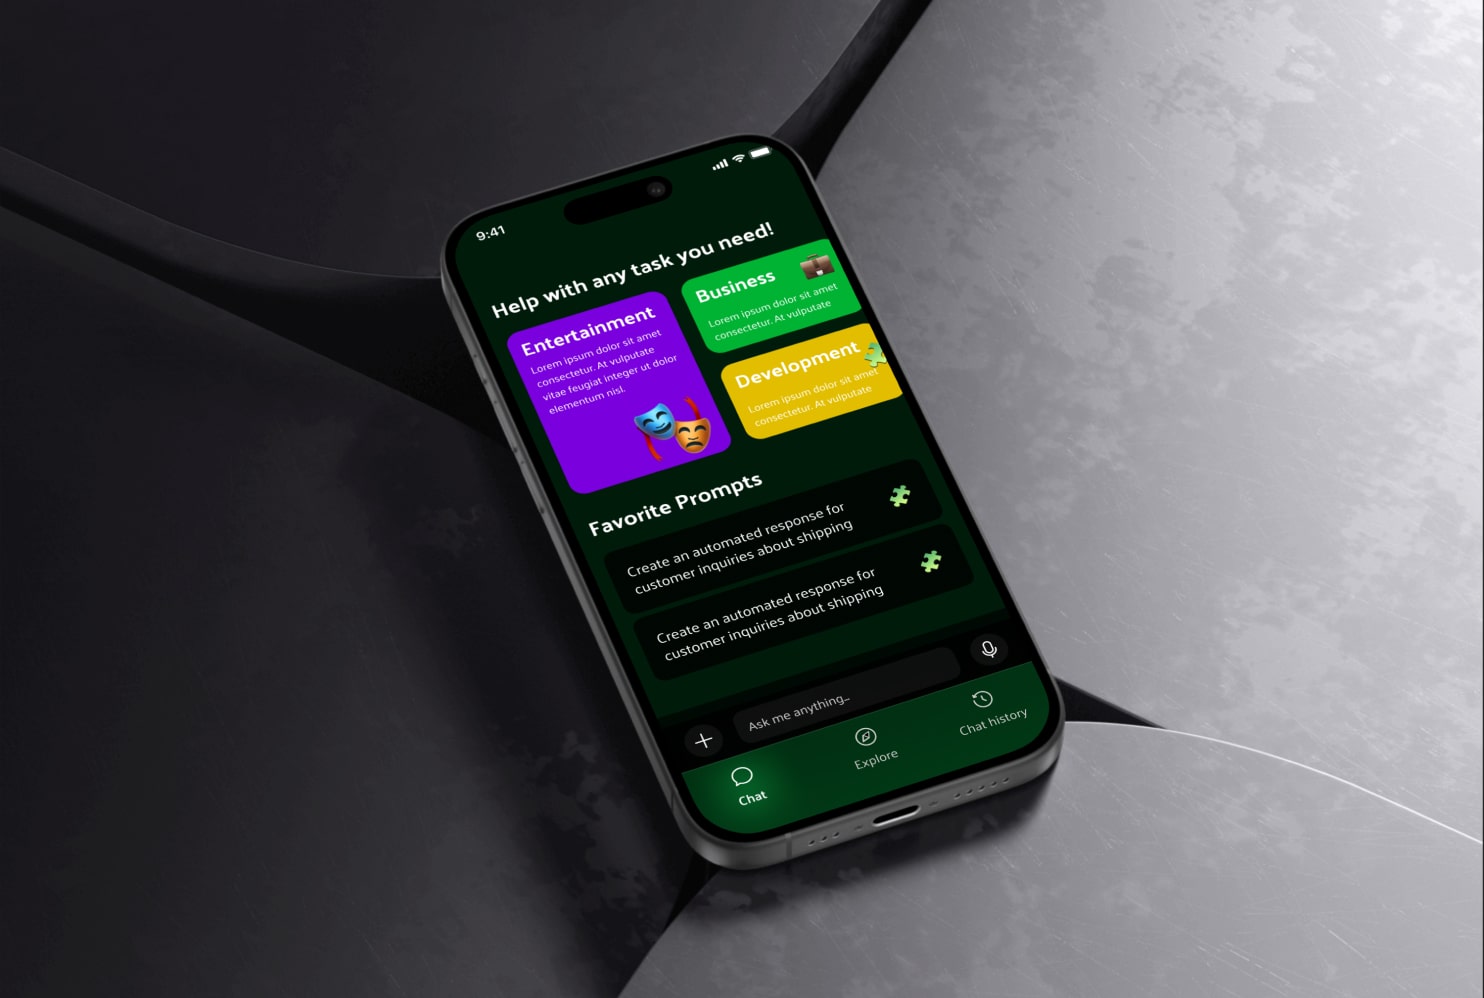 9:41
Help with any task you need!
Entertainment
Lorem ipsum dolor sit amet
consectetur. At vulputate
vitae feugiat integer ut dolor
elementum nisl.
Business
Lorem ipsum dolor sit amet
consectetur. At vulputate
Development
Lorem ipsum dolor sit amet
consectetur. At vulputate
Favorite Prompts
Create an automated response for
customer inquiries about shipping
Create an automated response for
customer inquiries about shipping
Ask me anything...
Chat
Explore
Chat history